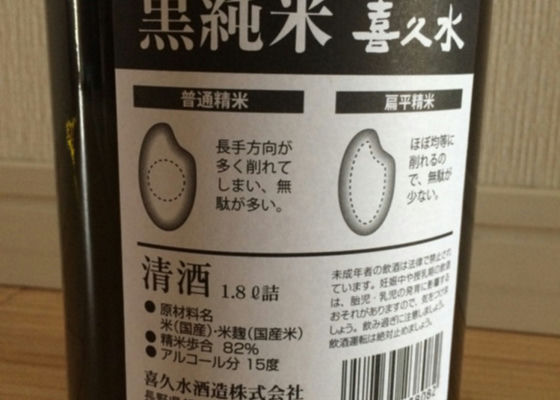 黒純米 喜久水
普通精米
長手方向が
多く削れて
しまい、無
駄が多い。
扁平精米
ほぼ均等に
削れるの
で、無駄が
少ない。
清酒 1.8ℓ詰
●原材料名
米(国産)・米麹(国産米)
●精米歩合 82%
●アルコール分 15度
喜久水酒造株式会社
長野県
未成年者の飲酒は法律で禁止され
ています。妊娠中や授乳期の飲酒
は、胎児・乳児の発育に影響する
おそれがありますので、気をつけま
しょう。飲み過ぎに注意しましょう。
飲酒運転は絶対止めましょう。